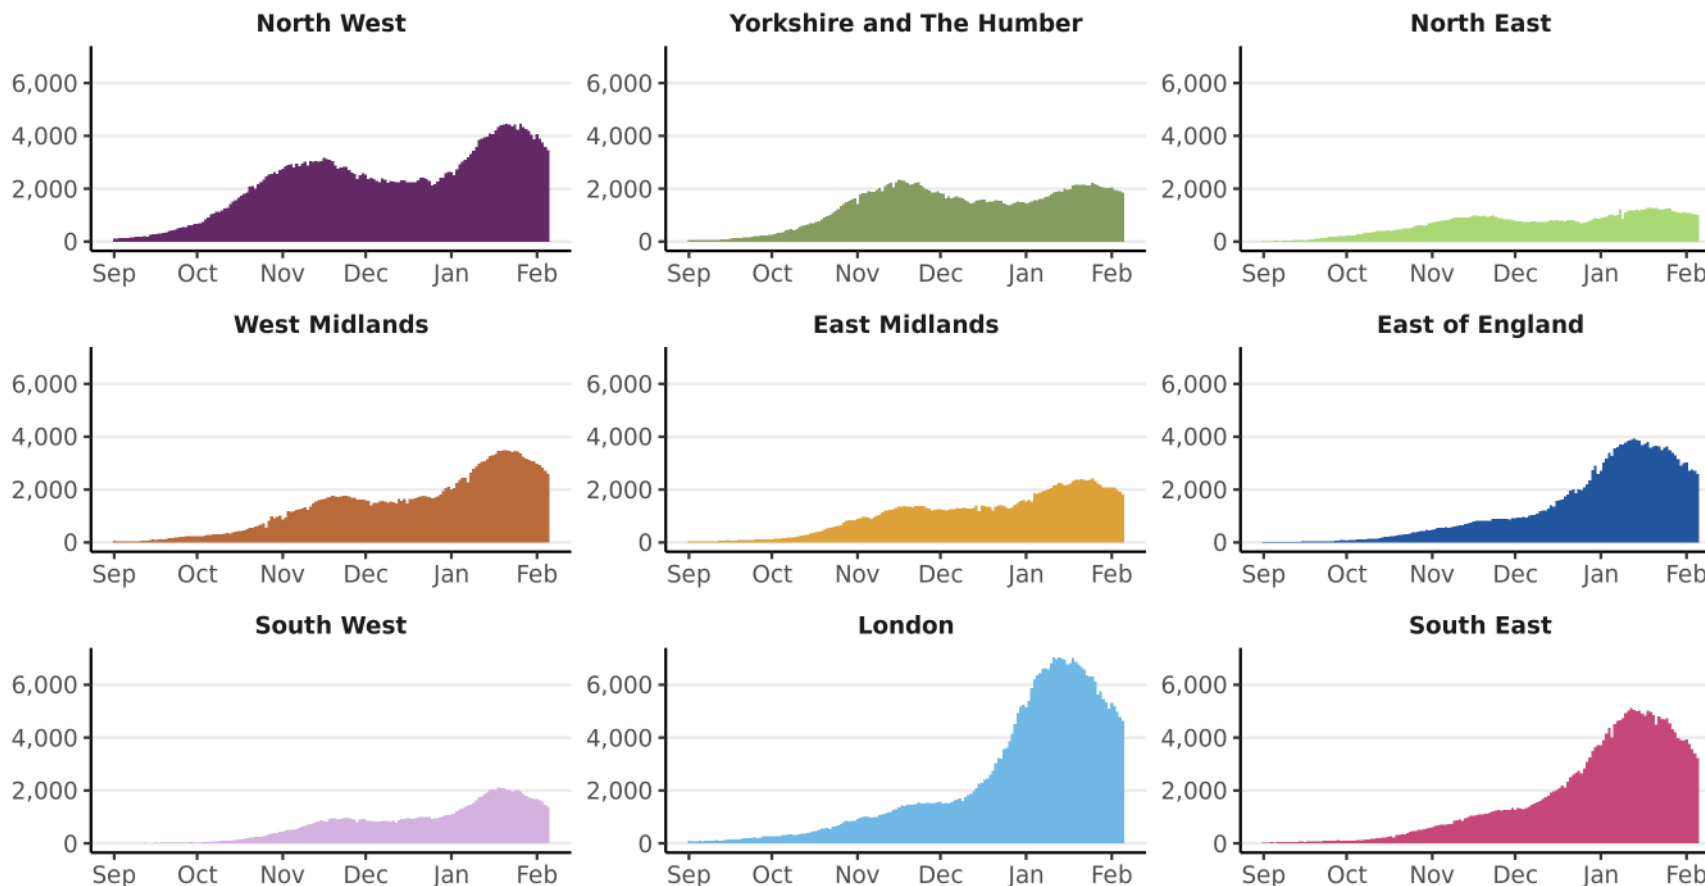 North West
Yorkshire and The Humber
North East
6,000
4,000
2,000
0
Sep Oct Nov Dec Jan Feb
6,000
4,000
2,000
0
Sep Oct Nov Dec Jan Feb
6,000
4,000
2,000
0
Sep Oct Nov Dec Jan Feb
West Midlands
East Midlands
East of England
6,000
4,000
2,000
0
Sep Oct Nov Dec Jan Feb
6,000
4,000
2,000
0
Sep Oct Nov Dec Jan Feb
6,000
4,000
2,000
0
Sep Oct Nov Dec Jan Feb
South West
London
South East
6,000
4,000
2,000
0
Sep Oct Nov Dec Jan Feb
6,000
4,000
2,000
0
Sep Oct Nov Dec Jan Feb
6,000
4,000
2,000
0
Sep Oct Nov Dec Jan Feb